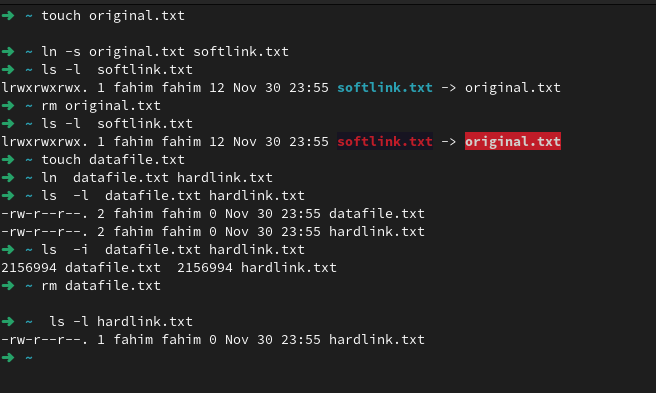 ➜ ~ touch original.txt
➜ ~ ln -s original.txt softlink.txt
➜ ~ ls -l  softlink.txt
lrwxrwxrwx. 1 fahim fahim 12 Nov 30 23:55 softlink.txt -> original.txt
➜ ~ rm original.txt
➜ ~ ls -l  softlink.txt
lrwxrwxrwx. 1 fahim fahim 12 Nov 30 23:55 softlink.txt -> original.txt
➜ ~ touch datafile.txt
➜ ~ ln  datafile.txt hardlink.txt
➜ ~ ls  -l  datafile.txt hardlink.txt
-rw-r--r--. 2 fahim fahim 0 Nov 30 23:55 datafile.txt
-rw-r--r--. 2 fahim fahim 0 Nov 30 23:55 hardlink.txt
➜ ~ ls  -i  datafile.txt hardlink.txt
2156994 datafile.txt  2156994 hardlink.txt
➜ ~ rm datafile.txt
➜ ~  ls -l hardlink.txt
-rw-r--r--. 1 fahim fahim 0 Nov 30 23:55 hardlink.txt
➜ ~